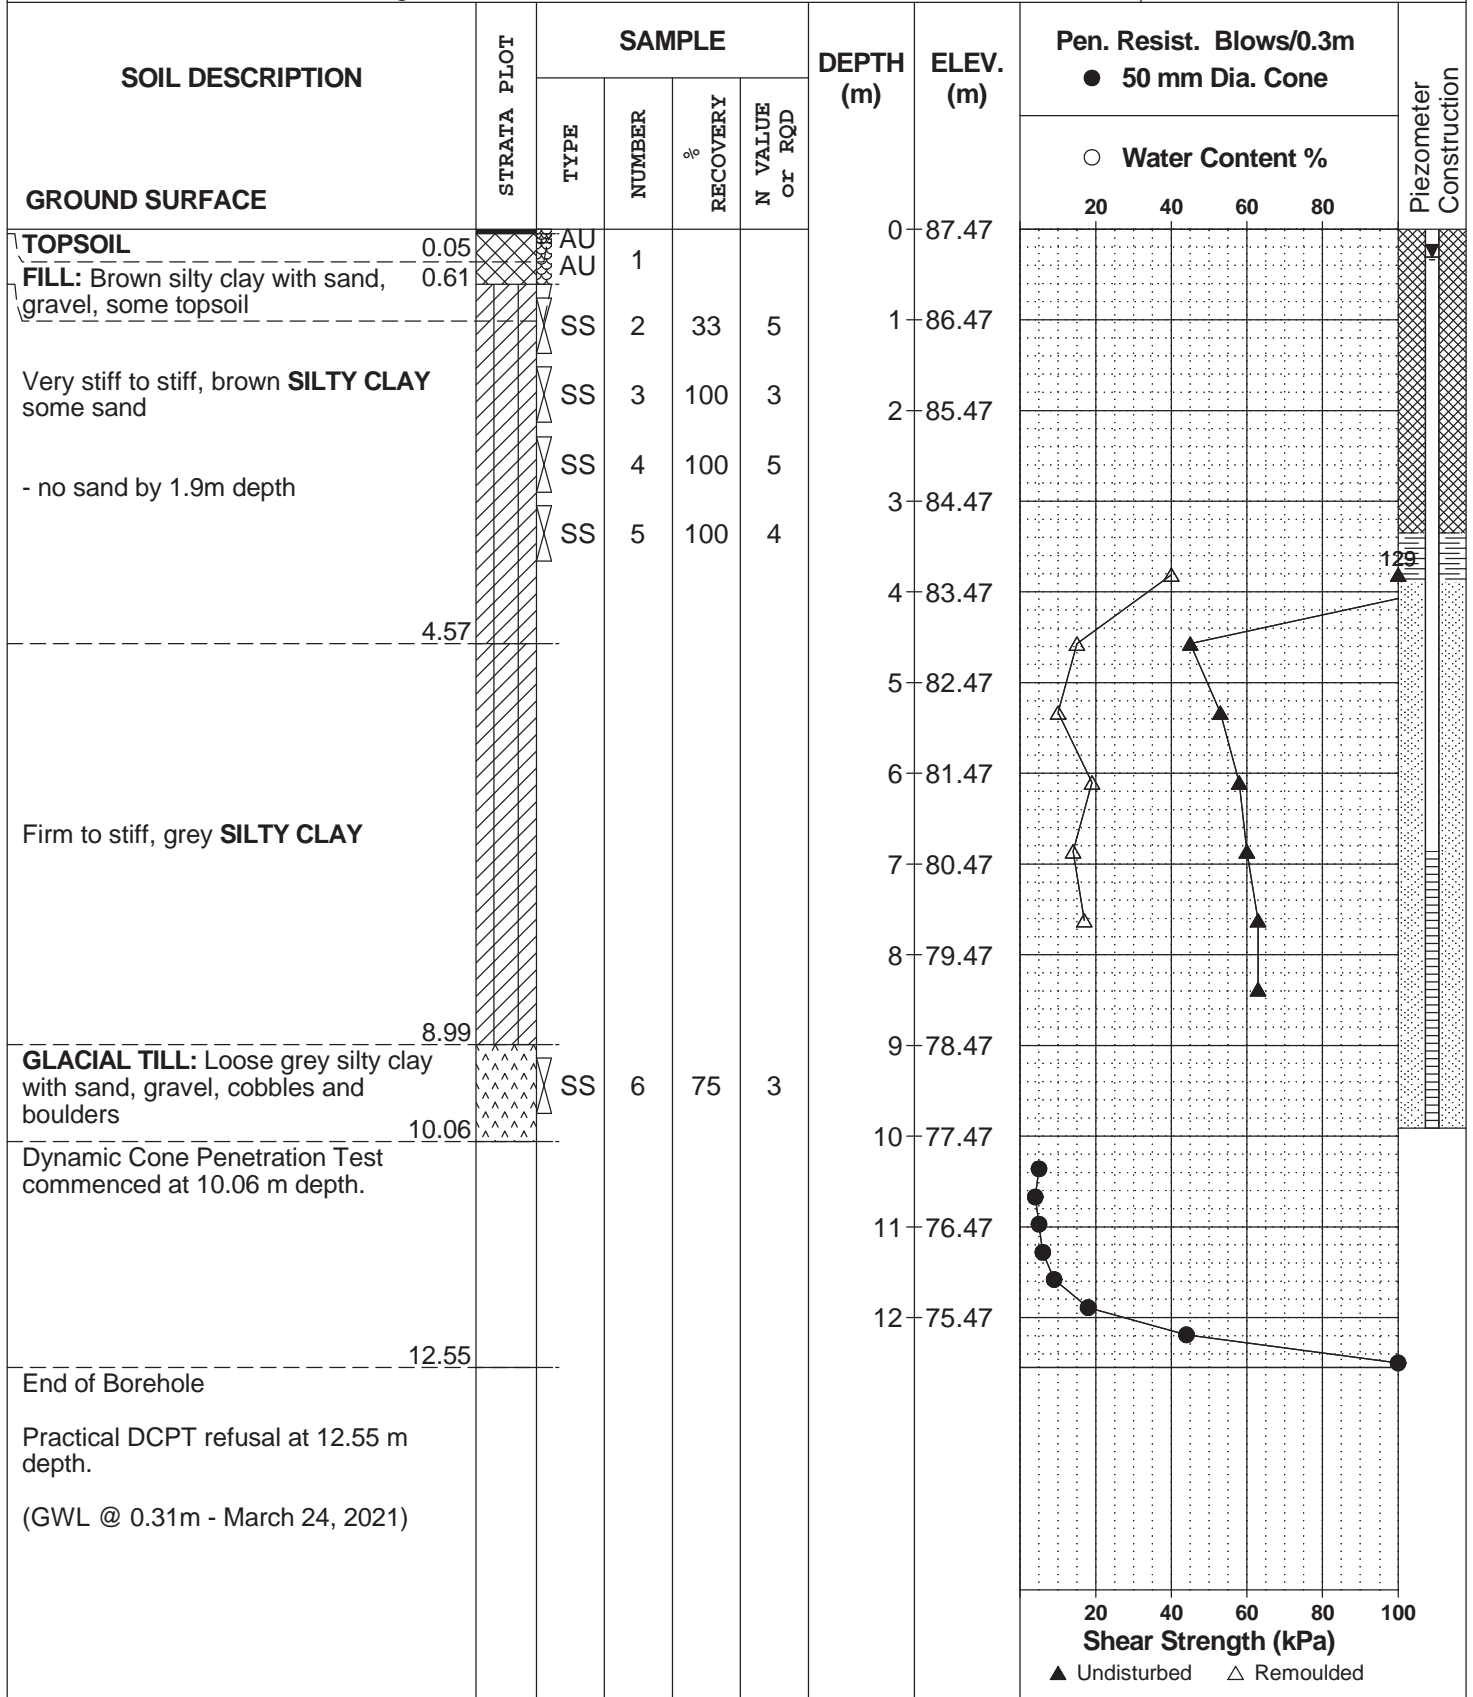 SOIL DESCRIPTION
GROUND SURFACE
STRATA PLOT
SAMPLE
TYPE
NUMBER
% RECOVERY
N VALUE or RQD
DEPTH (m)
ELEV. (m)
Pen. Resist. Blows/0.3m
● 50 mm Dia. Cone
○ Water Content %
20 40 60 80
Piezometer Construction
TOPSOIL 0.05
FILL: Brown silty clay with sand, 0.61
gravel, some topsoil
Very stiff to stiff, brown SILTY CLAY
some sand
- no sand by 1.9m depth
4.57
Firm to stiff, grey SILTY CLAY
8.99
GLACIAL TILL: Loose grey silty clay
with sand, gravel, cobbles and
boulders
10.06
Dynamic Cone Penetration Test
commenced at 10.06 m depth.
12.55
End of Borehole
Practical DCPT refusal at 12.55 m
depth.
(GWL @ 0.31m - March 24, 2021)
AU
AU 1
SS 2 33 5
SS 3 100 3
SS 4 100 5
SS 5 100 4
SS 6 75 3
0 87.47
1 86.47
2 85.47
3 84.47
4 83.47
5 82.47
6 81.47
7 80.47
8 79.47
9 78.47
10 77.47
11 76.47
12 75.47
129
20 40 60 80 100
Shear Strength (kPa)
▲ Undisturbed △ Remoulded